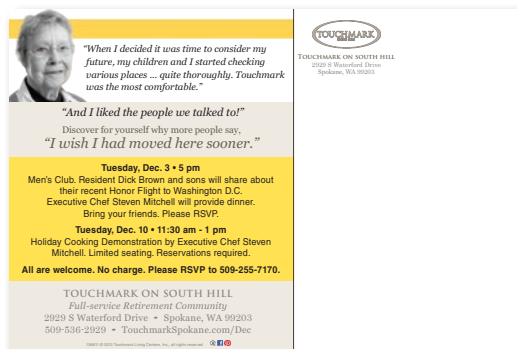 "When I decided it was time to consider my
future, my children and I started checking
various places ... quite thoroughly. Touchmark
was the most comfortable."
"And I liked the people we talked to!"
Discover for yourself why more people say,
"I wish I had moved here sooner."
Tuesday, Dec. 3 • 5 pm
Men's Club. Resident Dick Brown and sons will share about
their recent Honor Flight to Washington D.C.
Executive Chef Steven Mitchell will provide dinner.
Bring your friends. Please RSVP.
Tuesday, Dec. 10 • 11:30 am - 1 pm
Holiday Cooking Demonstration by Executive Chef Steven
Mitchell. Limited seating. Reservations required.
All are welcome. No charge. Please RSVP to 509-255-7170.
TOUCHMARK ON SOUTH HILL
Full-service Retirement Community
2929 S Waterford Drive • Spokane, WA 99203
509-536-2929 • TouchmarkSpokane.com/Dec
Touchmark Living Centers, Inc., all rights reserved
TOUCHMARK
TOUCHMARK ON SOUTH HILL
2929 S Waterford Drive
Spokane, WA 99203